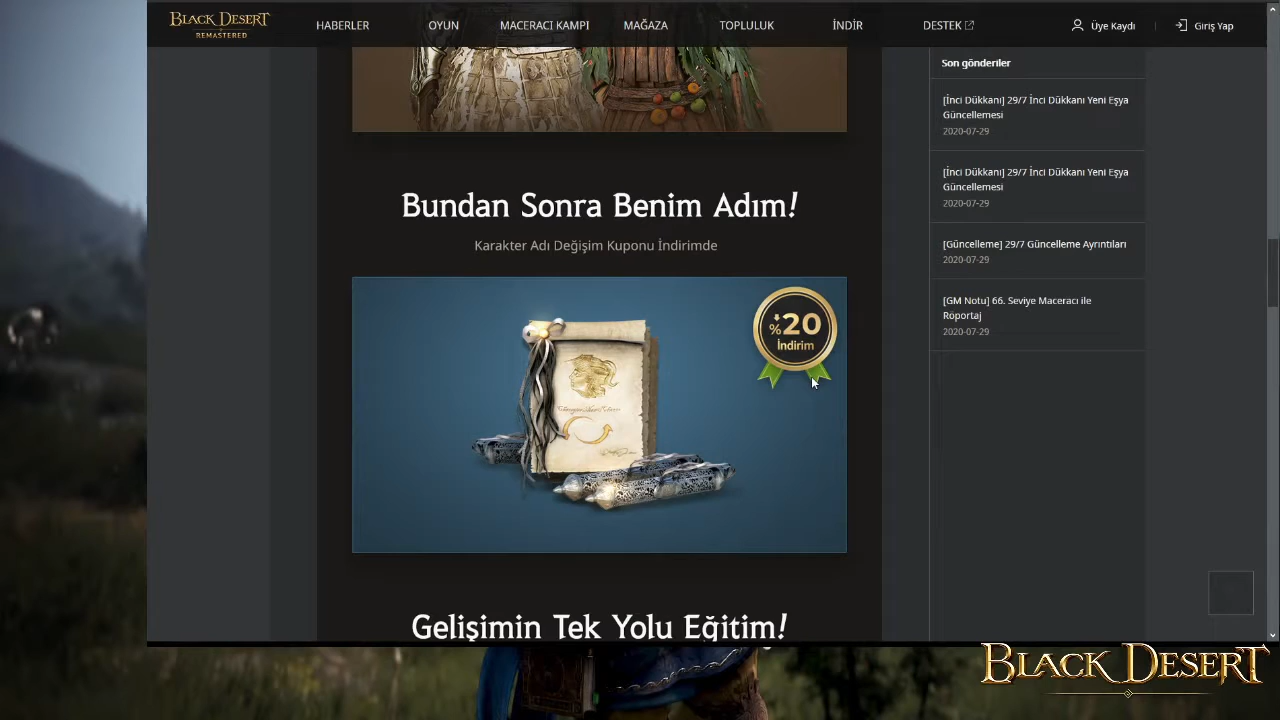 BLACK DESERT
REMASTERED
HABERLER
OYUN
MACERACI KAMPI
MAĞAZA
TOPLULUK
İNDİR
DESTEK
Üye Kaydı
Giriş Yap
Bundan Sonra Benim Adım!
Karakter Adı Değişim Kuponu İndirimde
%20
İndirim
Gelişimin Tek Yolu Eğitim!
Son gönderiler
[İnci Dükkanı] 29/7 İnci Dükkanı Yeni Eşya
Güncellemesi
2020-07-29
[İnci Dükkanı] 29/7 İnci Dükkanı Yeni Eşya
Güncellemesi
2020-07-29
[Güncelleme] 29/7 Güncelleme Ayrıntıları
2020-07-29
[GM Notu] 66. Seviye Maceracı ile
Röportaj
2020-07-29
BLACK DESERT